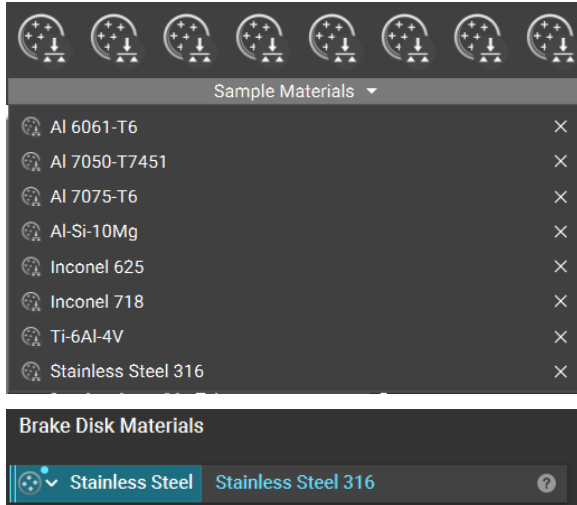 Sample Materials
Al 6061-T6
Al 7050-T7451
Al 7075-T6
Al-Si-10Mg
Inconel 625
Inconel 718
Ti-6Al-4V
Stainless Steel 316
Brake Disk Materials
Stainless Steel Stainless Steel 316